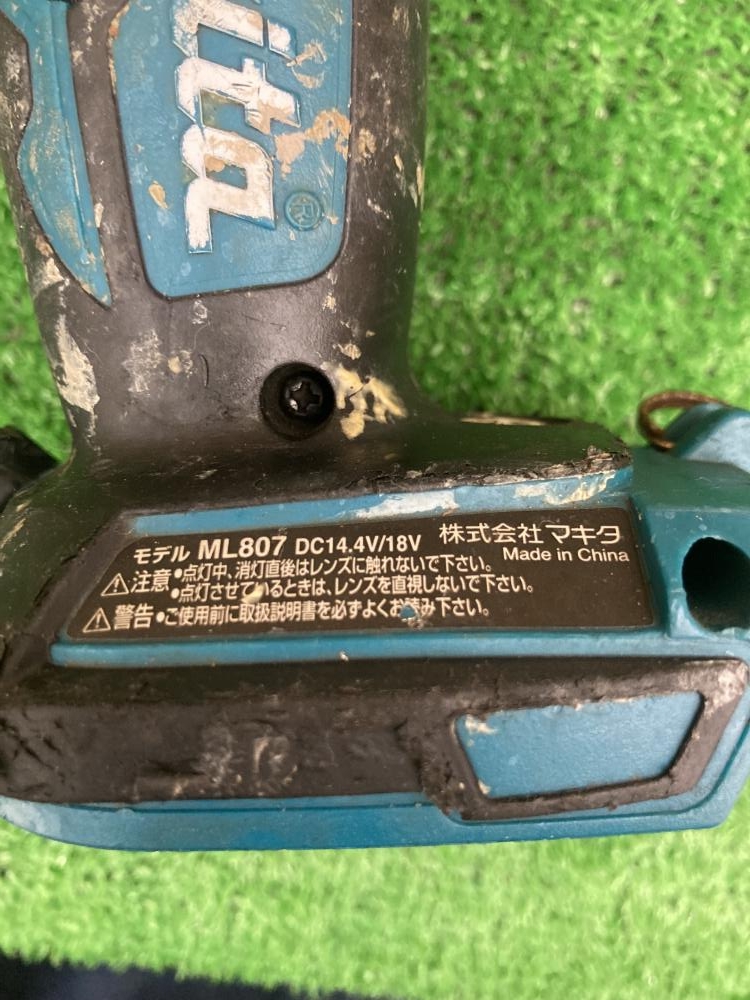 ita
®
モデル ML807 DC14.4V/18V 株式会社マキタ
Made in China
⚠注意 •点灯中、消灯直後はレンズに触れないで下さい。
•点灯させているときは、レンズを直視しないで下さい。
⚠警告 •ご使用前に取扱説明書を必ずよくお読み下さい。